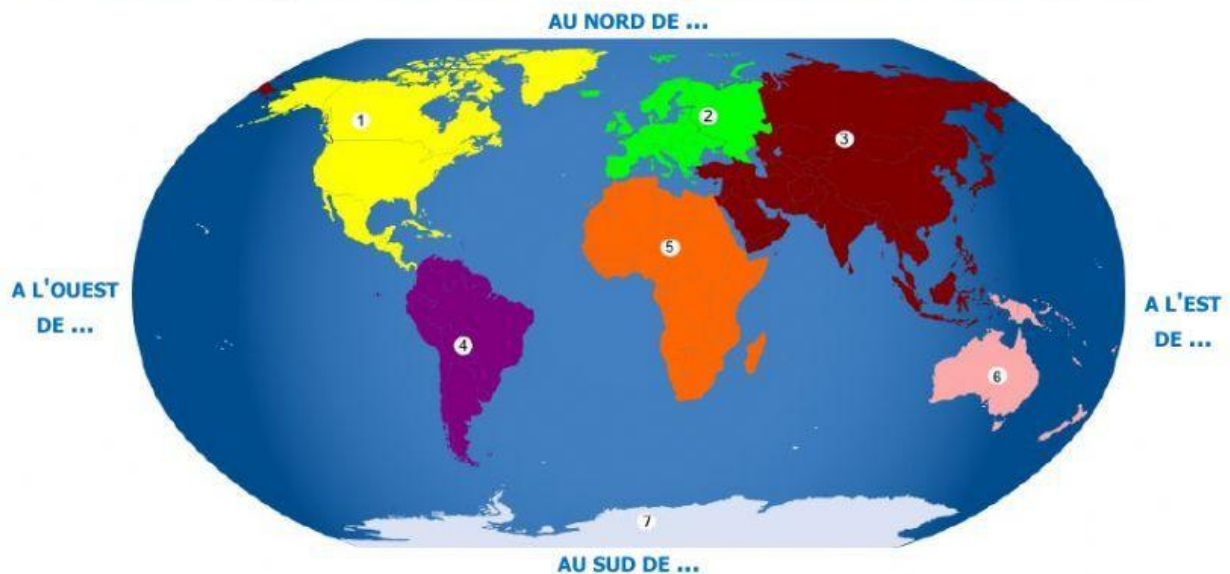 AU NORD DE ...
1
2
3
5
A L'OUEST
DE ...
A L'EST
DE ...
4
6
7
AU SUD DE ...